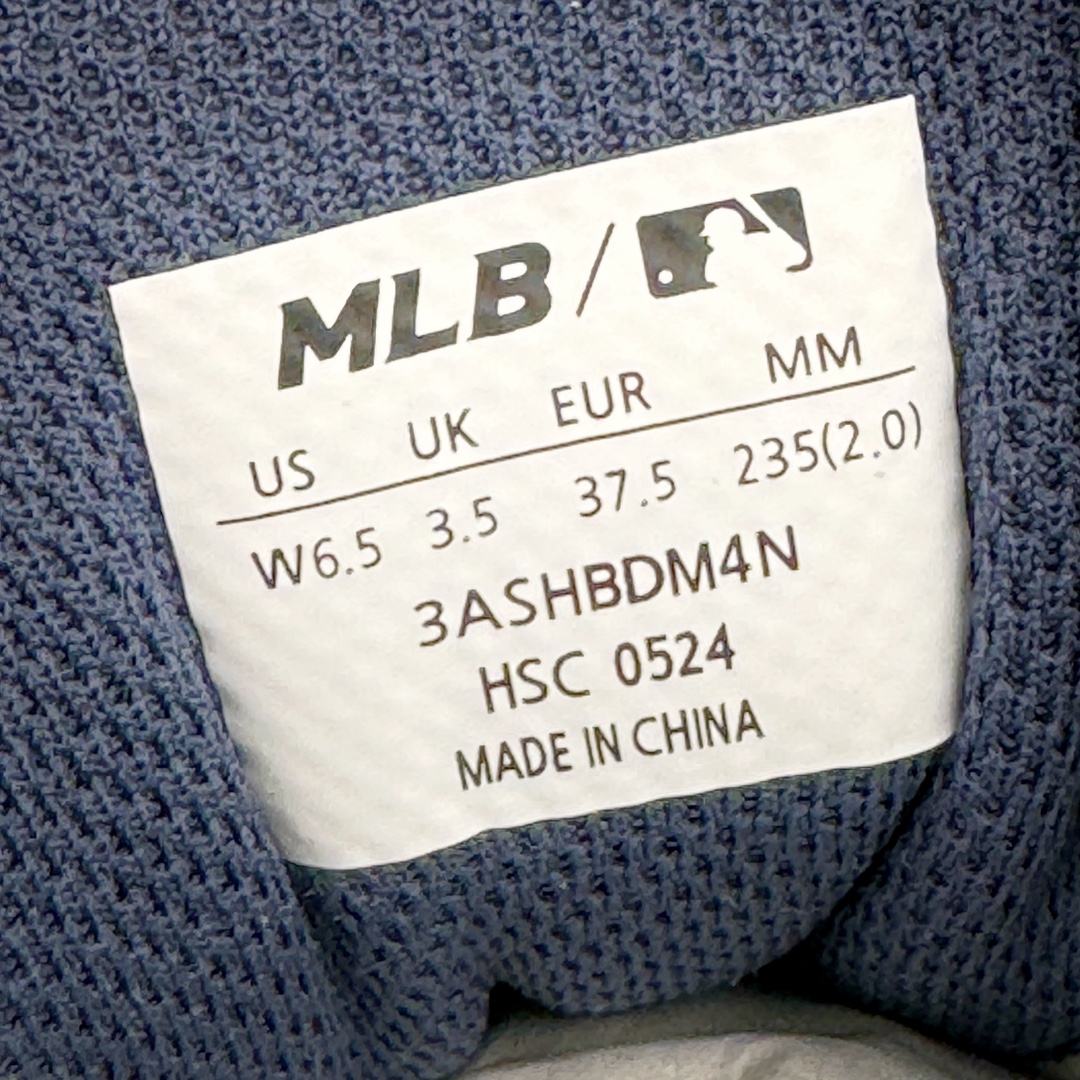 MLB /
US UK EUR MM
W6.5 3.5 37.5 235(2.0)
3ASHBDM4N
HSC 0524
MADE IN CHINA